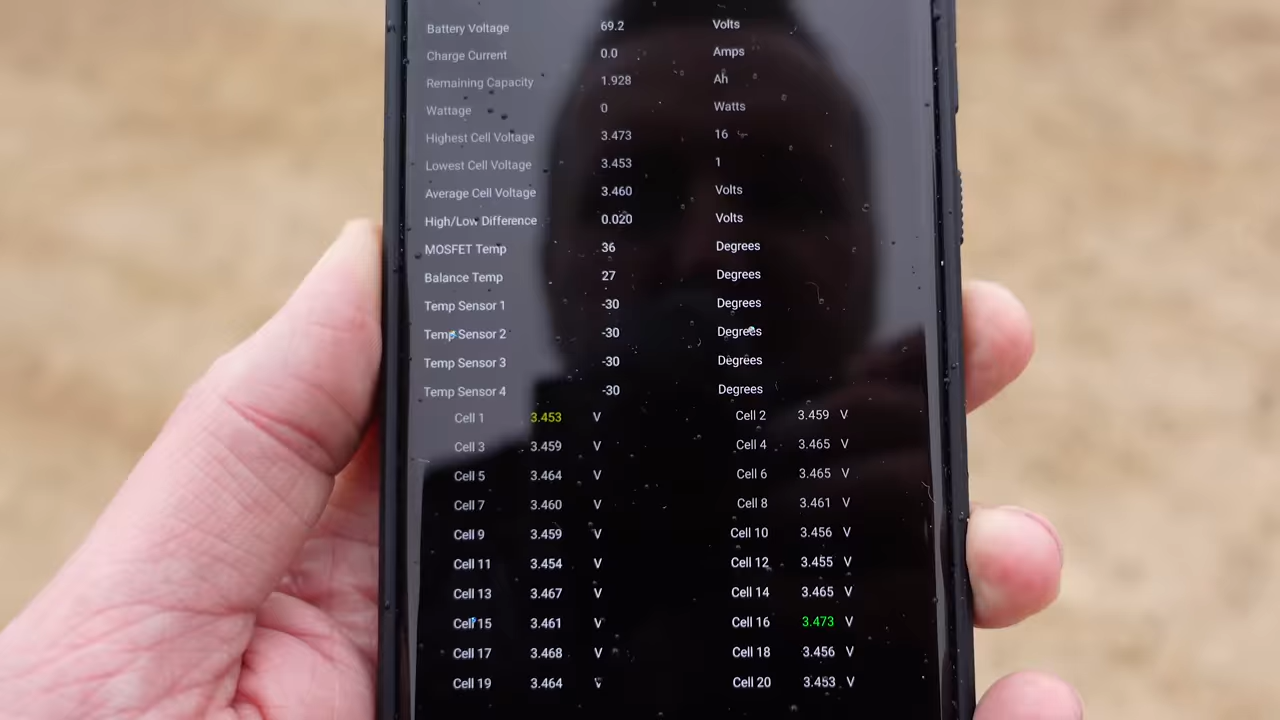 Battery Voltage 69.2 Volts
Charge Current 0.0 Amps
Remaining Capacity 1.928 Ah
Wattage 0 Watts
Highest Cell Voltage 3.473 16
Lowest Cell Voltage 3.453 1
Average Cell Voltage 3.460 Volts
High/Low Difference 0.020 Volts
MOSFET Temp 36 Degrees
Balance Temp 27 Degrees
Temp Sensor 1 -30 Degrees
Temp Sensor 2 -30 Degrees
Temp Sensor 3 -30 Degrees
Temp Sensor 4 -30 Degrees
Cell 1 3.453 V Cell 2 3.459 V
Cell 3 3.459 V Cell 4 3.465 V
Cell 5 3.464 V Cell 6 3.465 V
Cell 7 3.460 V Cell 8 3.461 V
Cell 9 3.459 V Cell 10 3.456 V
Cell 11 3.454 V Cell 12 3.455 V
Cell 13 3.467 V Cell 14 3.465 V
Cell 15 3.461 V Cell 16 3.473 V
Cell 17 3.468 V Cell 18 3.456 V
Cell 19 3.464 V Cell 20 3.453 V